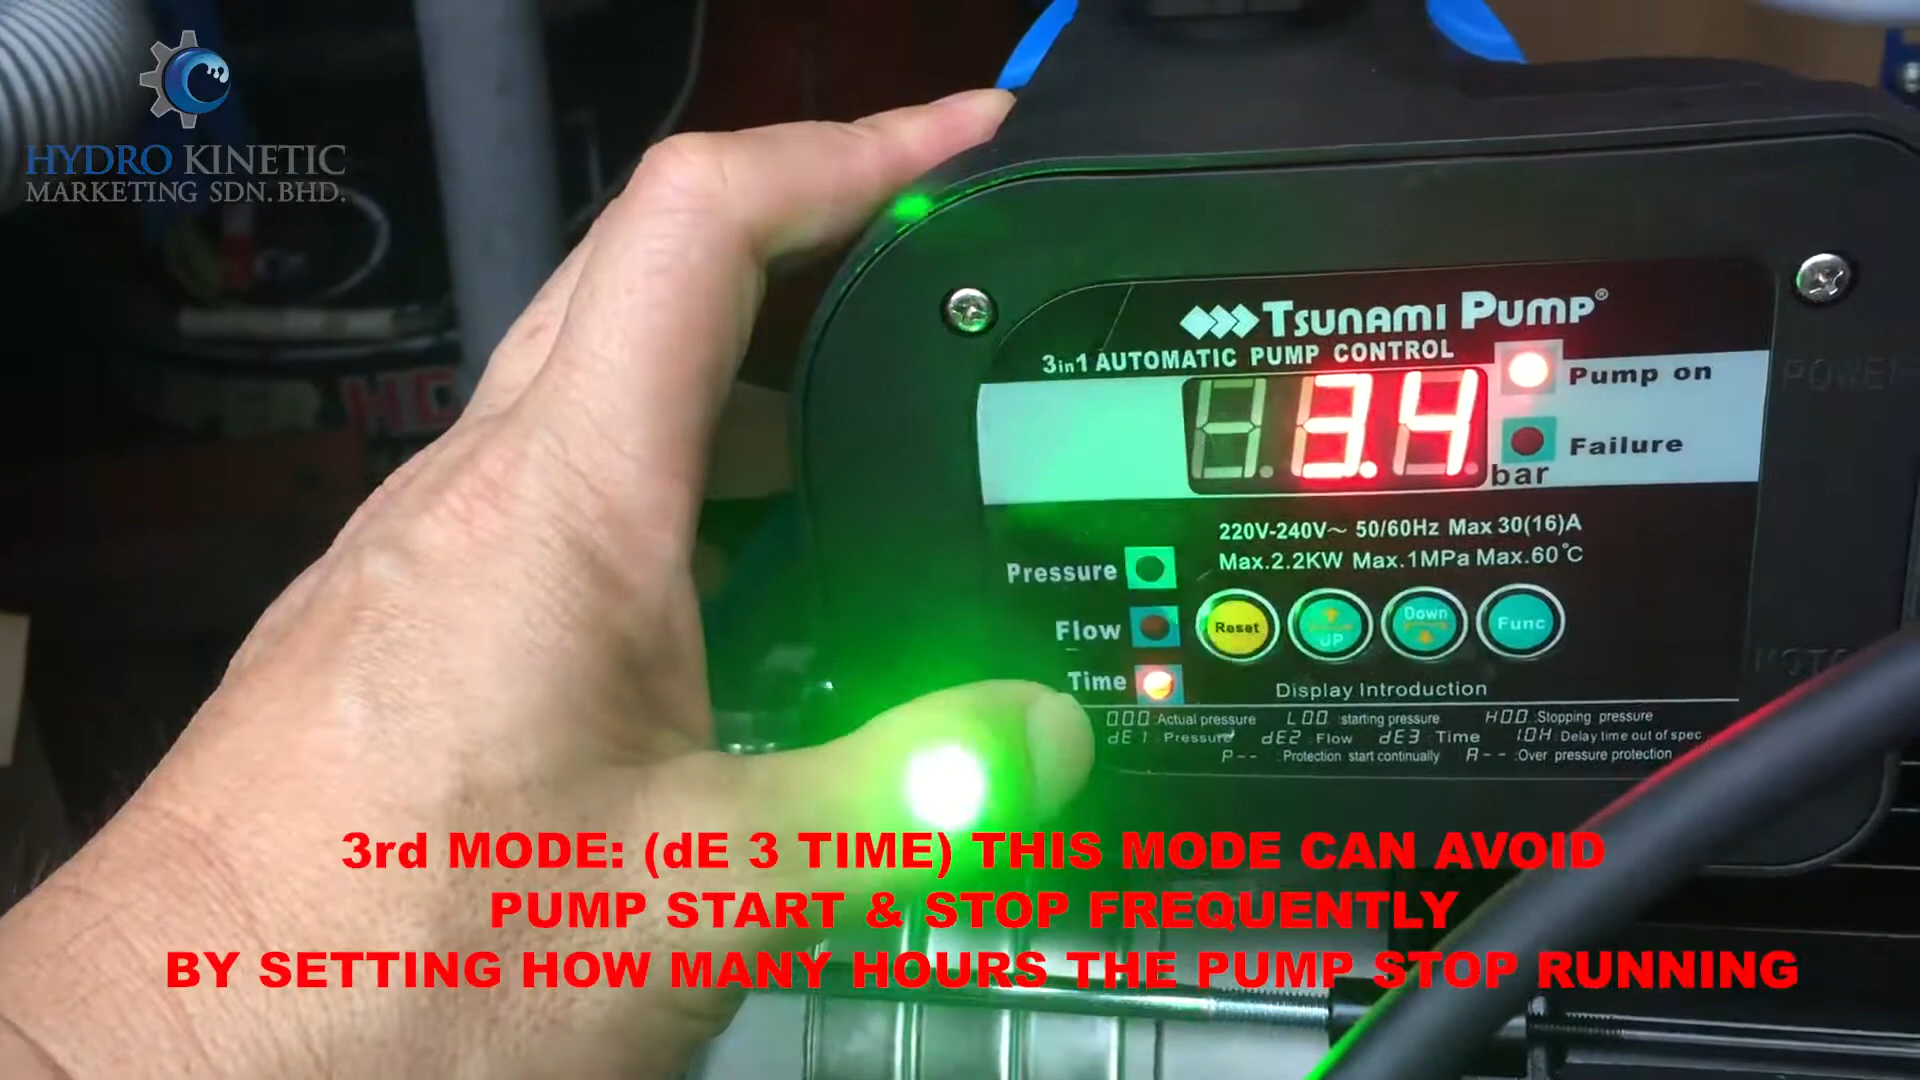 HYDRO KINETIC
MARKETING SDN. BHD.
TSUNAMI PUMP®
3in1 AUTOMATIC PUMP CONTROL
3.4
bar
Pump on
Failure
220V-240V~ 50/60Hz Max 30(16)A
Max.2.2KW Max.1MPa Max.60°C
Pressure
Flow
Time
Reset
UP
Down
Func
Display Introduction
000 :Actual pressure L00 :starting pressure H00 :Stopping pressure
dE1 :Pressure dE2 :Flow dE3 :Time 10H :Delay time out of spec
P-- :Protection start continually A-- :Over pressure protection
3rd MODE: (dE 3 TIME) THIS MODE CAN AVOID
PUMP START & STOP FREQUENTLY
BY SETTING HOW MANY HOURS THE PUMP STOP RUNNING